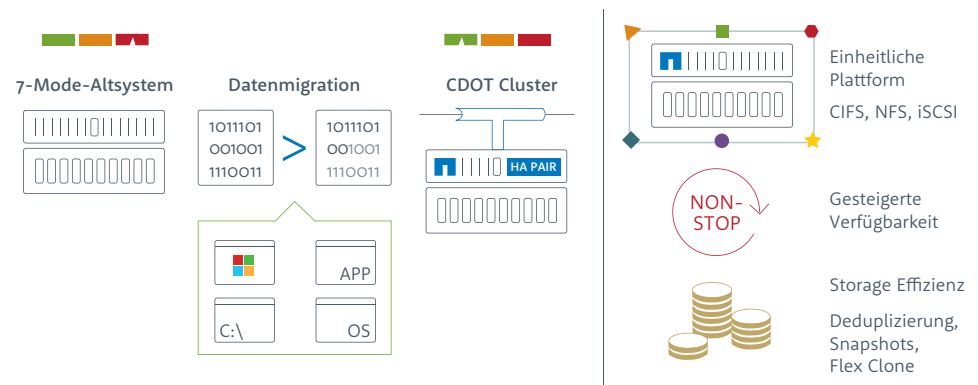 7-Mode-Altsystem
Datenmigration
1011101
001001
1110011
>
1011101
001001
1110011
APP
C:\
OS
CDOT Cluster
HA PAIR
Einheitliche
Plattform
CIFS, NFS, iSCSI
NON-
STOP
Gesteigerte
Verfügbarkeit
Storage Effizienz
Deduplizierung,
Snapshots,
Flex Clone